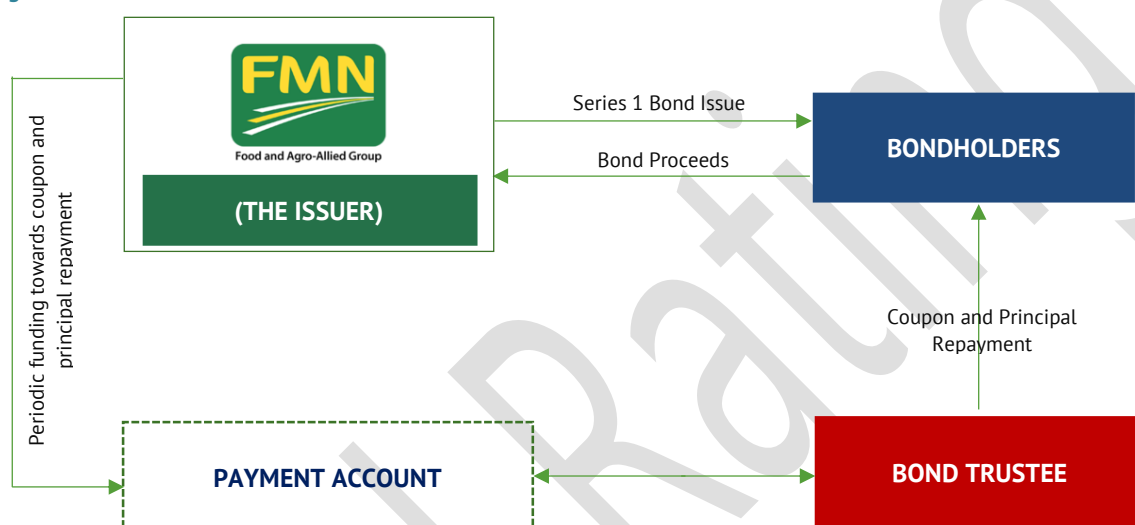 FMN
Food and Agro-Allied Group
(THE ISSUER)
Series 1 Bond Issue
Bond Proceeds
BONDHOLDERS
Periodic funding towards coupon and
principal repayment
Coupon and Principal
Repayment
PAYMENT ACCOUNT
BOND TRUSTEE